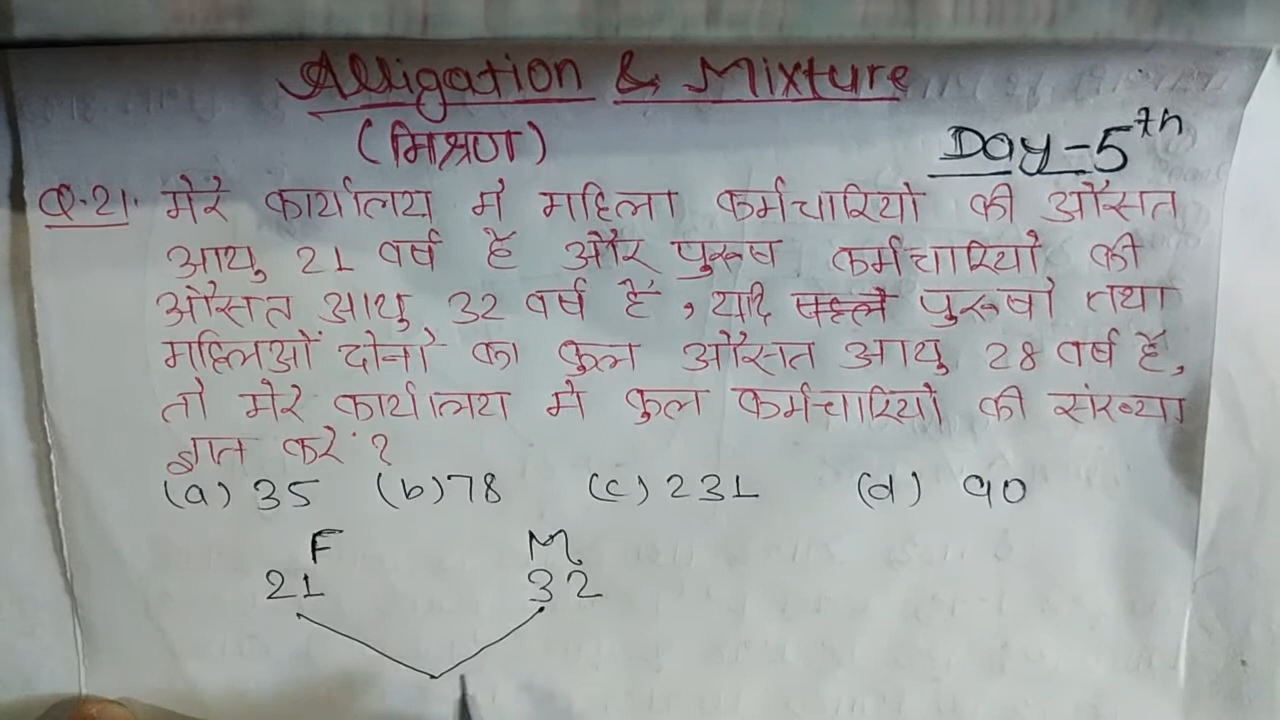 Alligation & Mixture
(मिश्रण)
Day-5th
Q.21. मेरे कार्यालय में महिला कर्मचारियो की औसत
आयु 21 वर्ष है और पुरूष कर्मचारियो की
औसत आयु 32 वर्ष है, यदि पुरूषो तथा
महिलिओं दोनो का कुल औसत आयु 28 वर्ष है,
तो मेरे कार्यालय मे कुल कर्मचारियो की संख्या
ज्ञात करे ?
(a) 35 (b) 78 (c) 231 (d) 90
F M
21 32